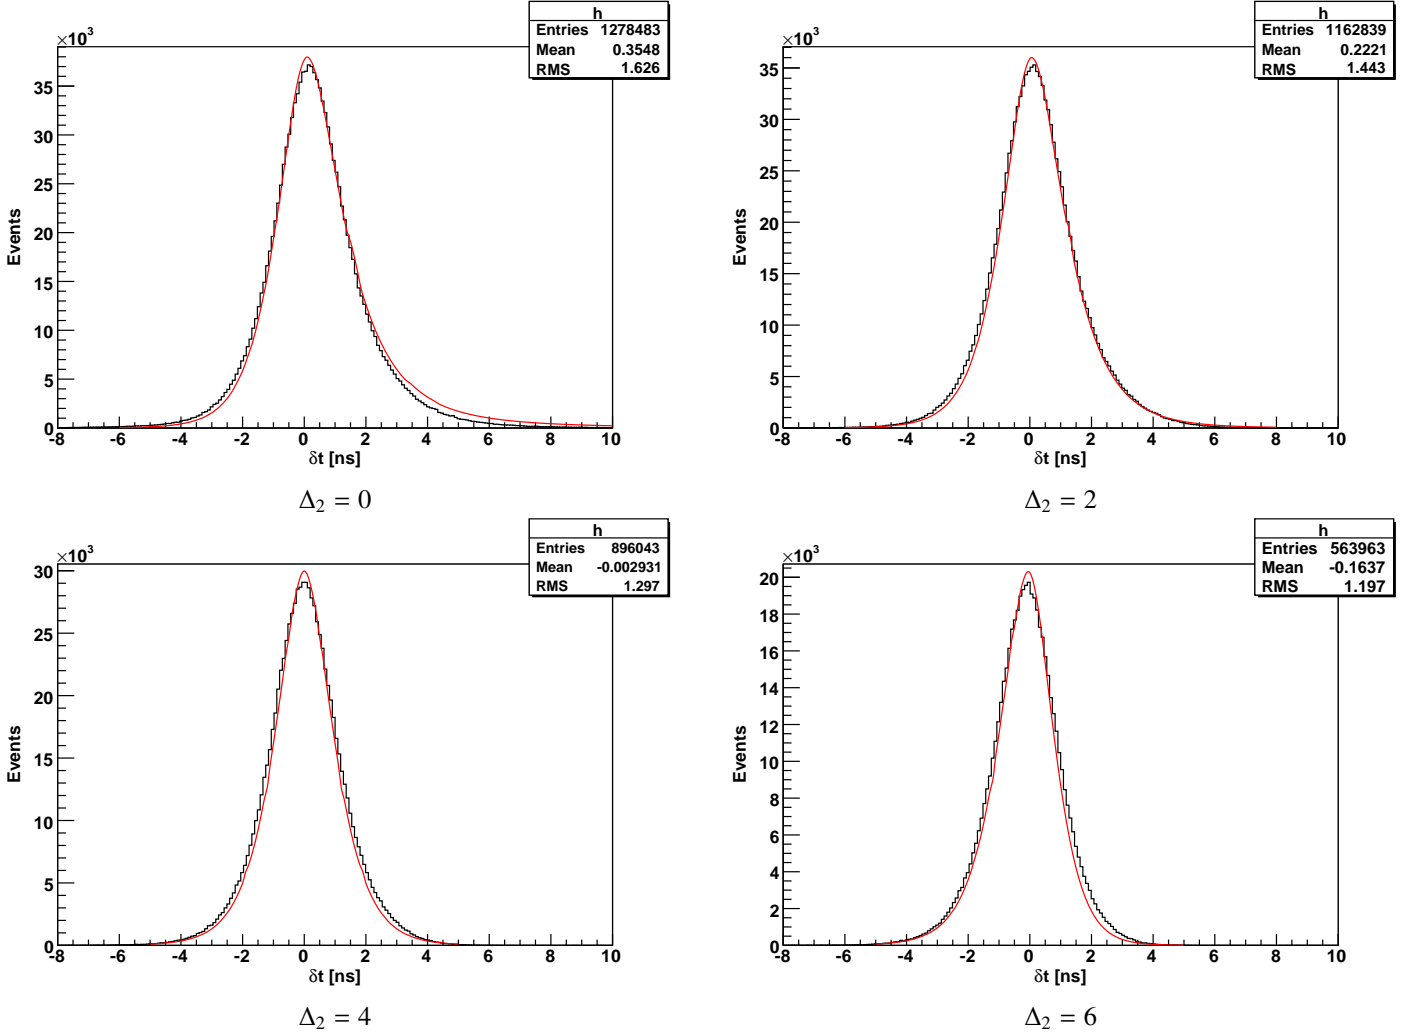 h
Entries 1278483
Mean 0.3548
RMS 1.626
×10³
35
30
25
20
15
10
5
0
Events
-8 -6 -4 -2 0 2 4 6 8 10
δt [ns]
Δ₂ = 0
h
Entries 1162839
Mean 0.2221
RMS 1.443
×10³
35
30
25
20
15
10
5
0
Events
-8 -6 -4 -2 0 2 4 6 8 10
δt [ns]
Δ₂ = 2
h
Entries 896043
Mean -0.002931
RMS 1.297
×10³
30
25
20
15
10
5
0
Events
-8 -6 -4 -2 0 2 4 6 8 10
δt [ns]
Δ₂ = 4
h
Entries 563963
Mean -0.1637
RMS 1.197
×10³
20
18
16
14
12
10
8
6
4
2
0
Events
-8 -6 -4 -2 0 2 4 6 8 10
δt [ns]
Δ₂ = 6